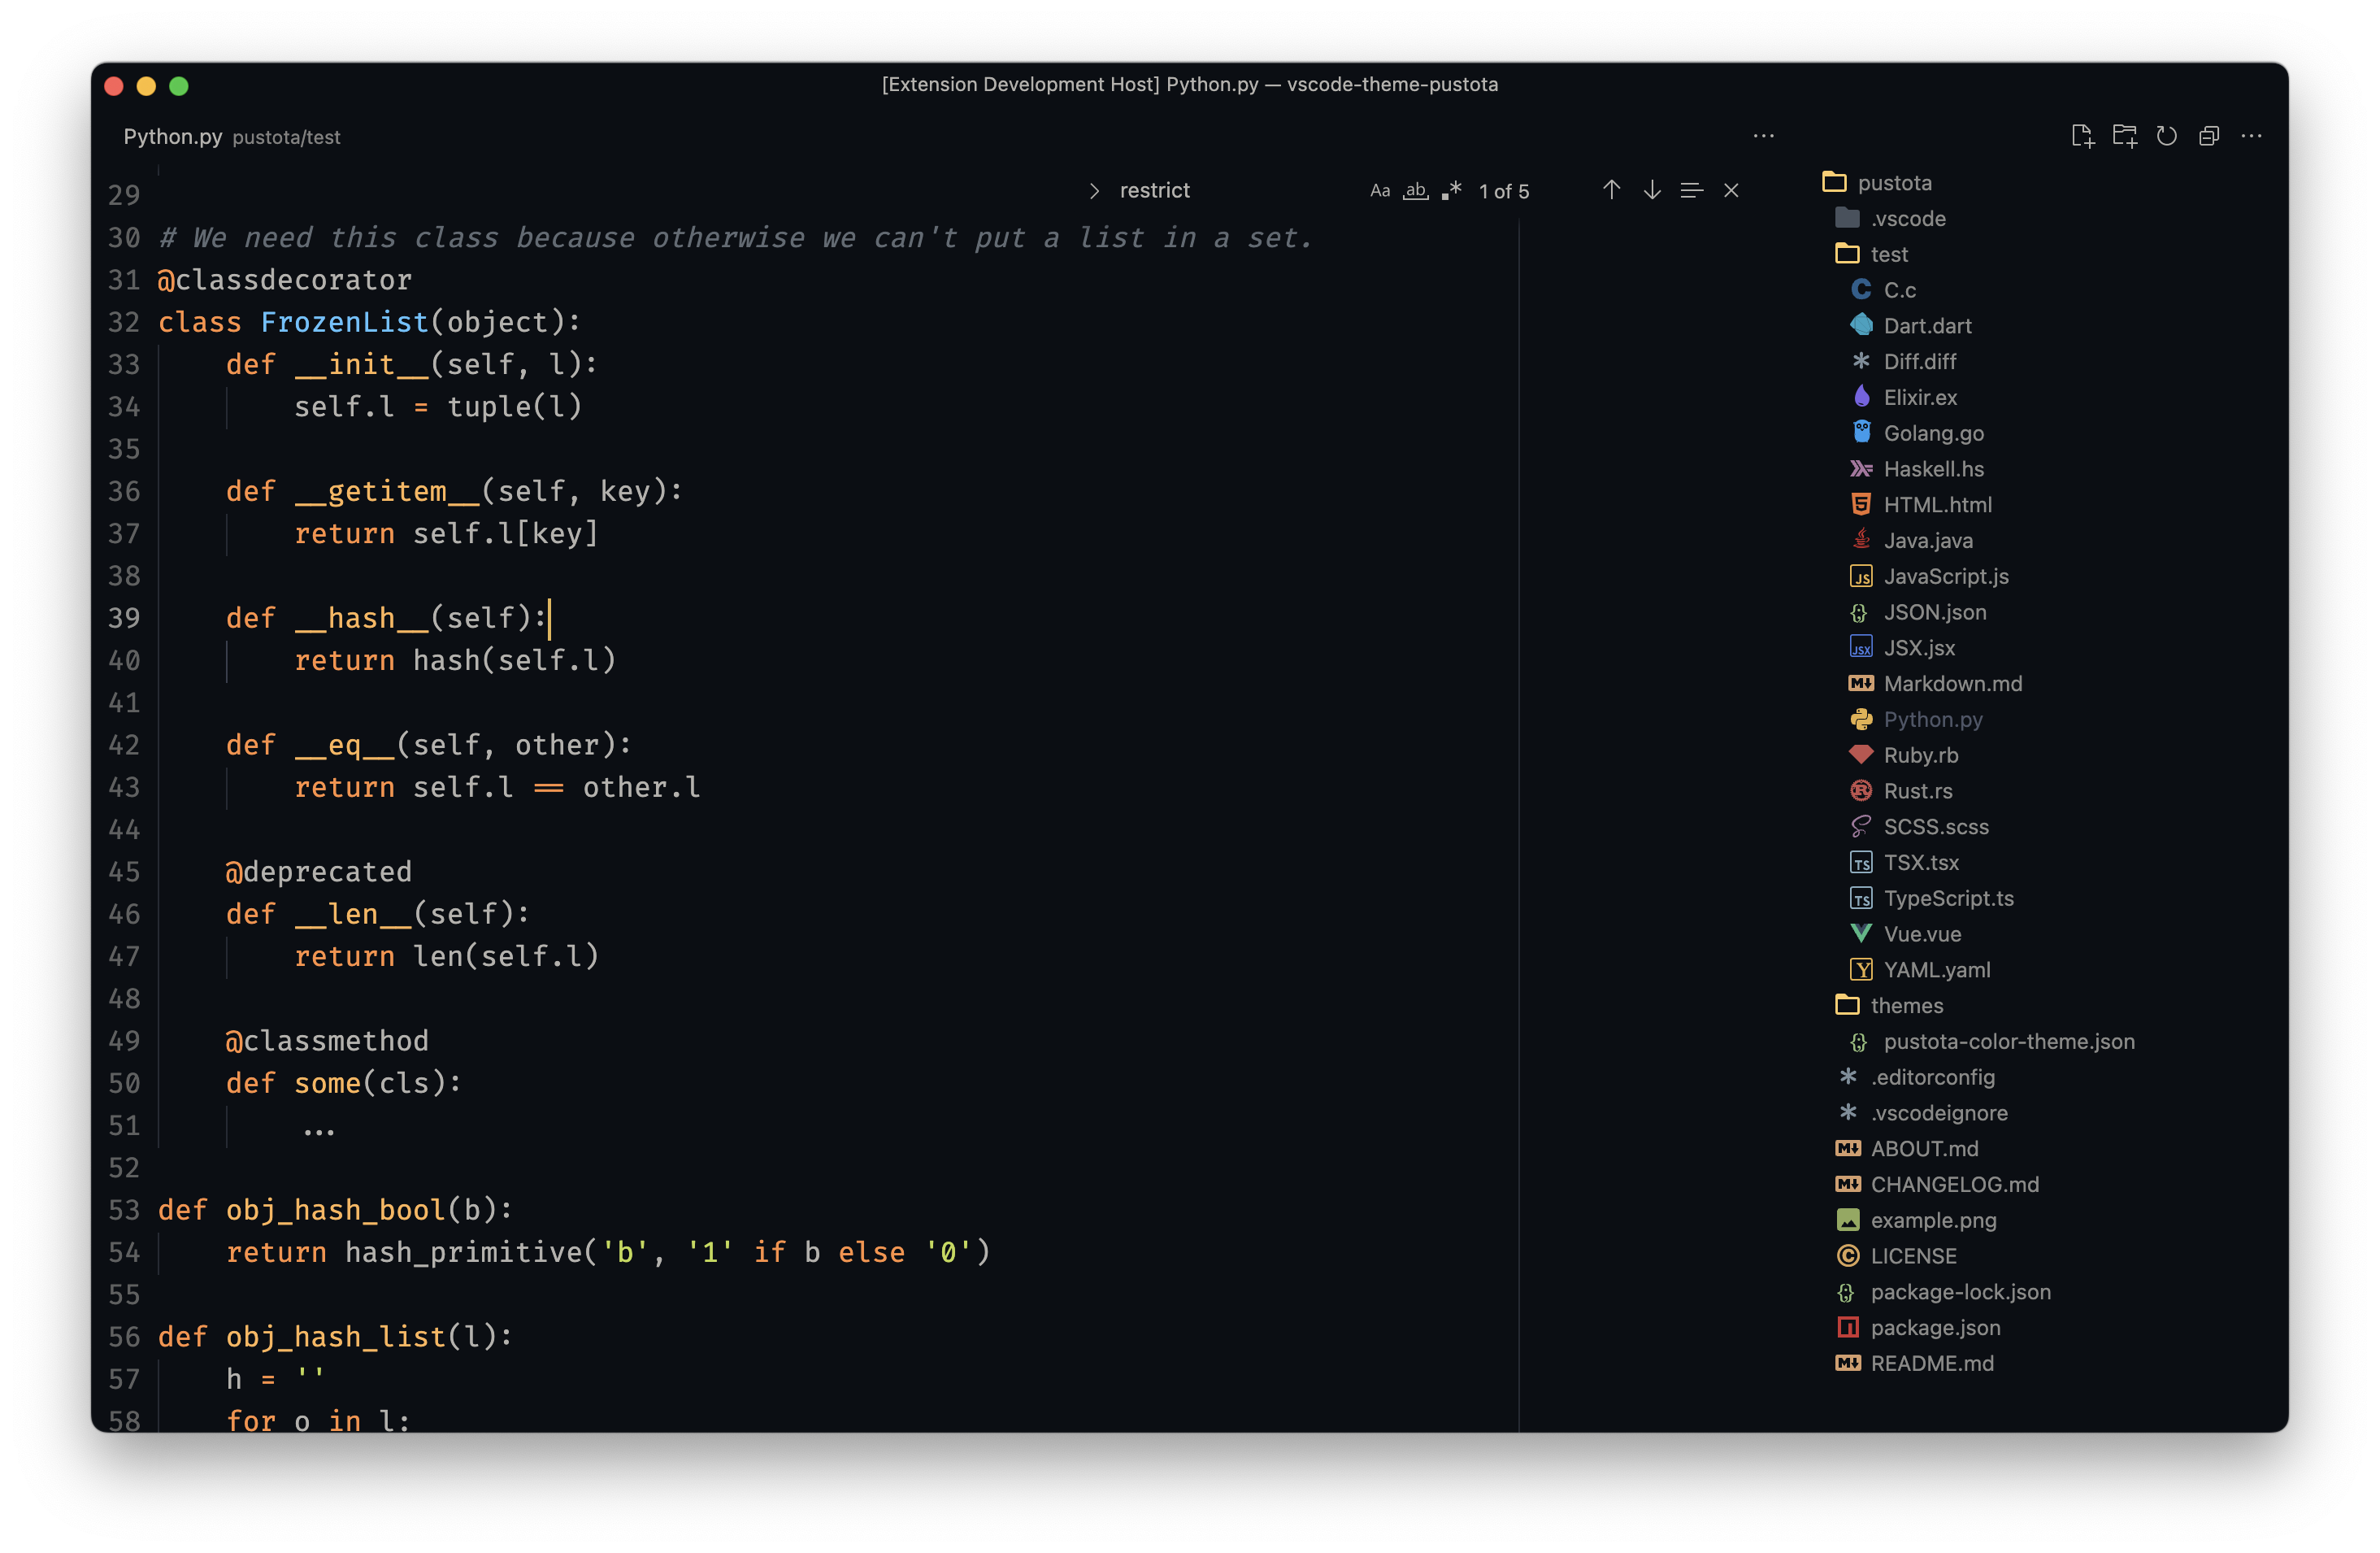 [Extension Development Host] Python.py — vscode-theme-pustota
Python.py pustota/test
restrict
Aa ab .* 1 of 5
29
30 # We need this class because otherwise we can't put a list in a set.
31 @classdecorator
32 class FrozenList(object):
33     def __init__(self, l):
34         self.l = tuple(l)
35
36     def __getitem__(self, key):
37         return self.l[key]
38
39     def __hash__(self):
40         return hash(self.l)
41
42     def __eq__(self, other):
43         return self.l == other.l
44
45     @deprecated
46     def __len__(self):
47         return len(self.l)
48
49     @classmethod
50     def some(cls):
51         ...
52
53 def obj_hash_bool(b):
54     return hash_primitive('b', '1' if b else '0')
55
56 def obj_hash_list(l):
57     h = ''
58     for o in l:
pustota
.vscode
test
C.c
Dart.dart
Diff.diff
Elixir.ex
Golang.go
Haskell.hs
HTML.html
Java.java
JavaScript.js
JSON.json
JSX.jsx
Markdown.md
Python.py
Ruby.rb
Rust.rs
SCSS.scss
TSX.tsx
TypeScript.ts
Vue.vue
YAML.yaml
themes
pustota-color-theme.json
.editorconfig
.vscodeignore
ABOUT.md
CHANGELOG.md
example.png
LICENSE
package-lock.json
package.json
README.md